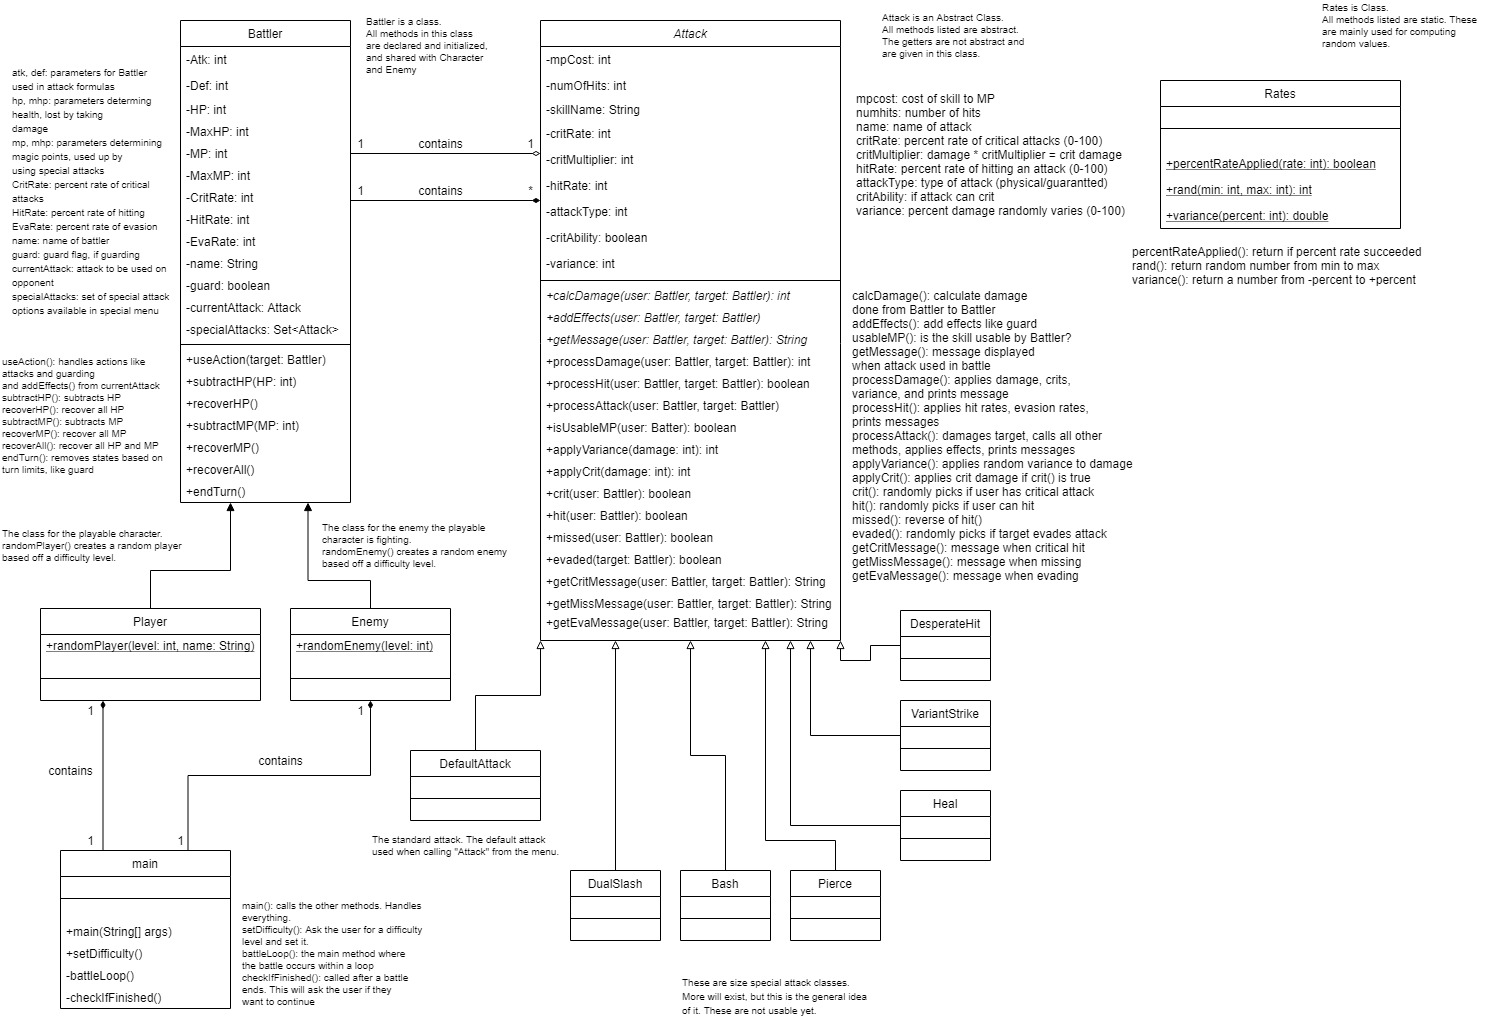 Battler
-Atk: int
-Def: int
-HP: int
-MaxHP: int
-MP: int
-MaxMP: int
-CritRate: int
-HitRate: int
-EvaRate: int
-name: String
-guard: boolean
-currentAttack: Attack
-specialAttacks: Set<Attack>
+useAction(target: Battler)
+subtractHP(HP: int)
+recoverHP()
+subtractMP(MP: int)
+recoverMP()
+recoverAll()
+endTurn()
atk, def: parameters for Battler
used in attack formulas
hp, mhp: parameters determing
health, lost by taking
damage
mp, mhp: parameters determining
magic points, used up by
using special attacks
CritRate: percent rate of critical
attacks
HitRate: percent rate of hitting
EvaRate: percent rate of evasion
name: name of battler
guard: guard flag, if guarding
currentAttack: attack to be used on
opponent
specialAttacks: set of special attack
options available in special menu
useAction(): handles actions like
attacks and guarding
and addEffects() from currentAttack
subtractHP(): subtracts HP
recoverHP(): recover all HP
subtractMP(): subtracts MP
recoverMP(): recover all MP
recoverAll(): recover all HP and MP
endTurn(): removes states based on
turn limits, like guard
Battler is a class.
All methods in this class
are declared and initialized,
and shared with Character
and Enemy
1 contains 1
1 contains *
Attack
-mpCost: int
-numOfHits: int
-skillName: String
-critRate: int
-critMultiplier: int
-hitRate: int
-attackType: int
-critAbility: boolean
-variance: int
+calcDamage(user: Battler, target: Battler): int
+addEffects(user: Battler, target: Battler)
+getMessage(user: Battler, target: Battler): String
+processDamage(user: Battler, target: Battler): int
+processHit(user: Battler, target: Battler): boolean
+processAttack(user: Battler, target: Battler)
+isUsableMP(user: Batter): boolean
+applyVariance(damage: int): int
+applyCrit(damage: int): int
+crit(user: Battler): boolean
+hit(user: Battler): boolean
+missed(user: Battler): boolean
+evaded(target: Battler): boolean
+getCritMessage(user: Battler, target: Battler): String
+getMissMessage(user: Battler, target: Battler): String
+getEvaMessage(user: Battler, target: Battler): String
Attack is an Abstract Class.
All methods listed are abstract.
The getters are not abstract and
are given in this class.
mpcost: cost of skill to MP
numhits: number of hits
name: name of attack
critRate: percent rate of critical attacks (0-100)
critMultiplier: damage * critMultiplier = crit damage
hitRate: percent rate of hitting an attack (0-100)
attackType: type of attack (physical/guarantted)
critAbility: if attack can crit
variance: percent damage randomly varies (0-100)
calcDamage(): calculate damage
done from Battler to Battler
addEffects(): add effects like guard
usableMP(): is the skill usable by Battler?
getMessage(): message displayed
when attack used in battle
processDamage(): applies damage, crits,
variance, and prints message
processHit(): applies hit rates, evasion rates,
prints messages
processAttack(): damages target, calls all other
methods, applies effects, prints messages
applyVariance(): applies random variance to damage
applyCrit(): applies crit damage if crit() is true
crit(): randomly picks if user has critical attack
hit(): randomly picks if user can hit
missed(): reverse of hit()
evaded(): randomly picks if target evades attack
getCritMessage(): message when critical hit
getMissMessage(): message when missing
getEvaMessage(): message when evading
Rates is Class.
All methods listed are static. These
are mainly used for computing
random values.
Rates
+percentRateApplied(rate: int): boolean
+rand(min: int, max: int): int
+variance(percent: int): double
percentRateApplied(): return if percent rate succeeded
rand(): return random number from min to max
variance(): return a number from -percent to +percent
The class for the playable character.
randomPlayer() creates a random player
based off a difficulty level.
The class for the enemy the playable
character is fighting.
randomEnemy() creates a random enemy
based off a difficulty level.
Player
+randomPlayer(level: int, name: String)
Enemy
+randomEnemy(level: int)
1
1
contains
contains
1
1
main
+main(String[] args)
+setDifficulty()
-battleLoop()
-checkIfFinished()
main(): calls the other methods. Handles
everything.
setDifficulty(): Ask the user for a difficulty
level and set it.
battleLoop(): the main method where
the battle occurs within a loop
checkIfFinished(): called after a battle
ends. This will ask the user if they
want to continue
DefaultAttack
The standard attack. The default attack
used when calling "Attack" from the menu.
DesperateHit
VariantStrike
Heal
DualSlash
Bash
Pierce
These are size special attack classes.
More will exist, but this is the general idea
of it. These are not usable yet.